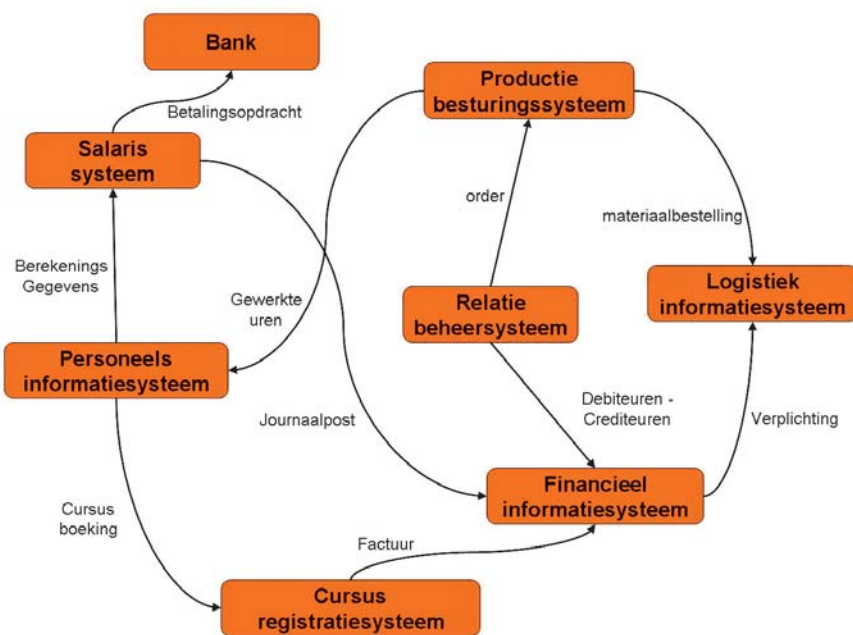 Bank
Productie
besturingssysteem
Betalingsopdracht
Salaris
systeem
order
materiaalbestelling
Berekenings
Gegevens
Gewerkte
uren
Relatie
beheersysteem
Logistiek
informatiesysteem
Personeels
informatiesysteem
Journaalpost
Debiteuren -
Crediteuren
Verplichting
Financieel
informatiesysteem
Cursus
boeking
Factuur
Cursus
registratiesysteem